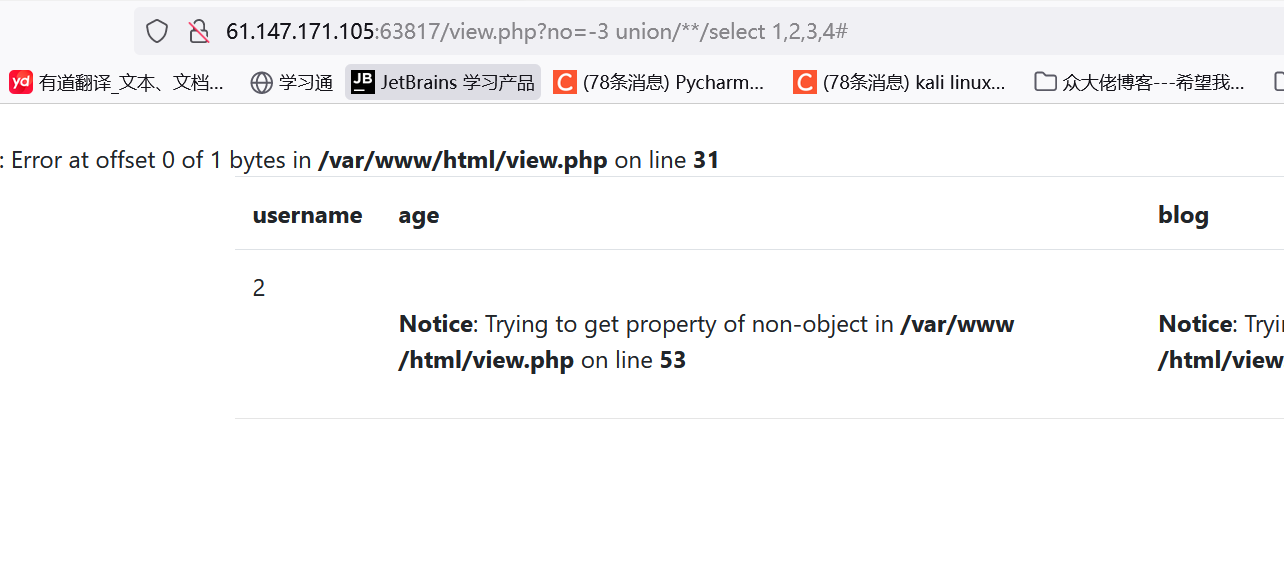 61.147.171.105:63817/view.php?no=-3 union/**/select 1,2,3,4#
yd 有道翻译_文本、文档... 学习通 JB JetBrains 学习产品 C (78条消息) Pycharm... C (78条消息) kali linux... 众大佬博客---希望我...
: Error at offset 0 of 1 bytes in /var/www/html/view.php on line 31
username age blog
2
Notice: Trying to get property of non-object in /var/www Notice: Tryi
/html/view.php on line 53 /html/view